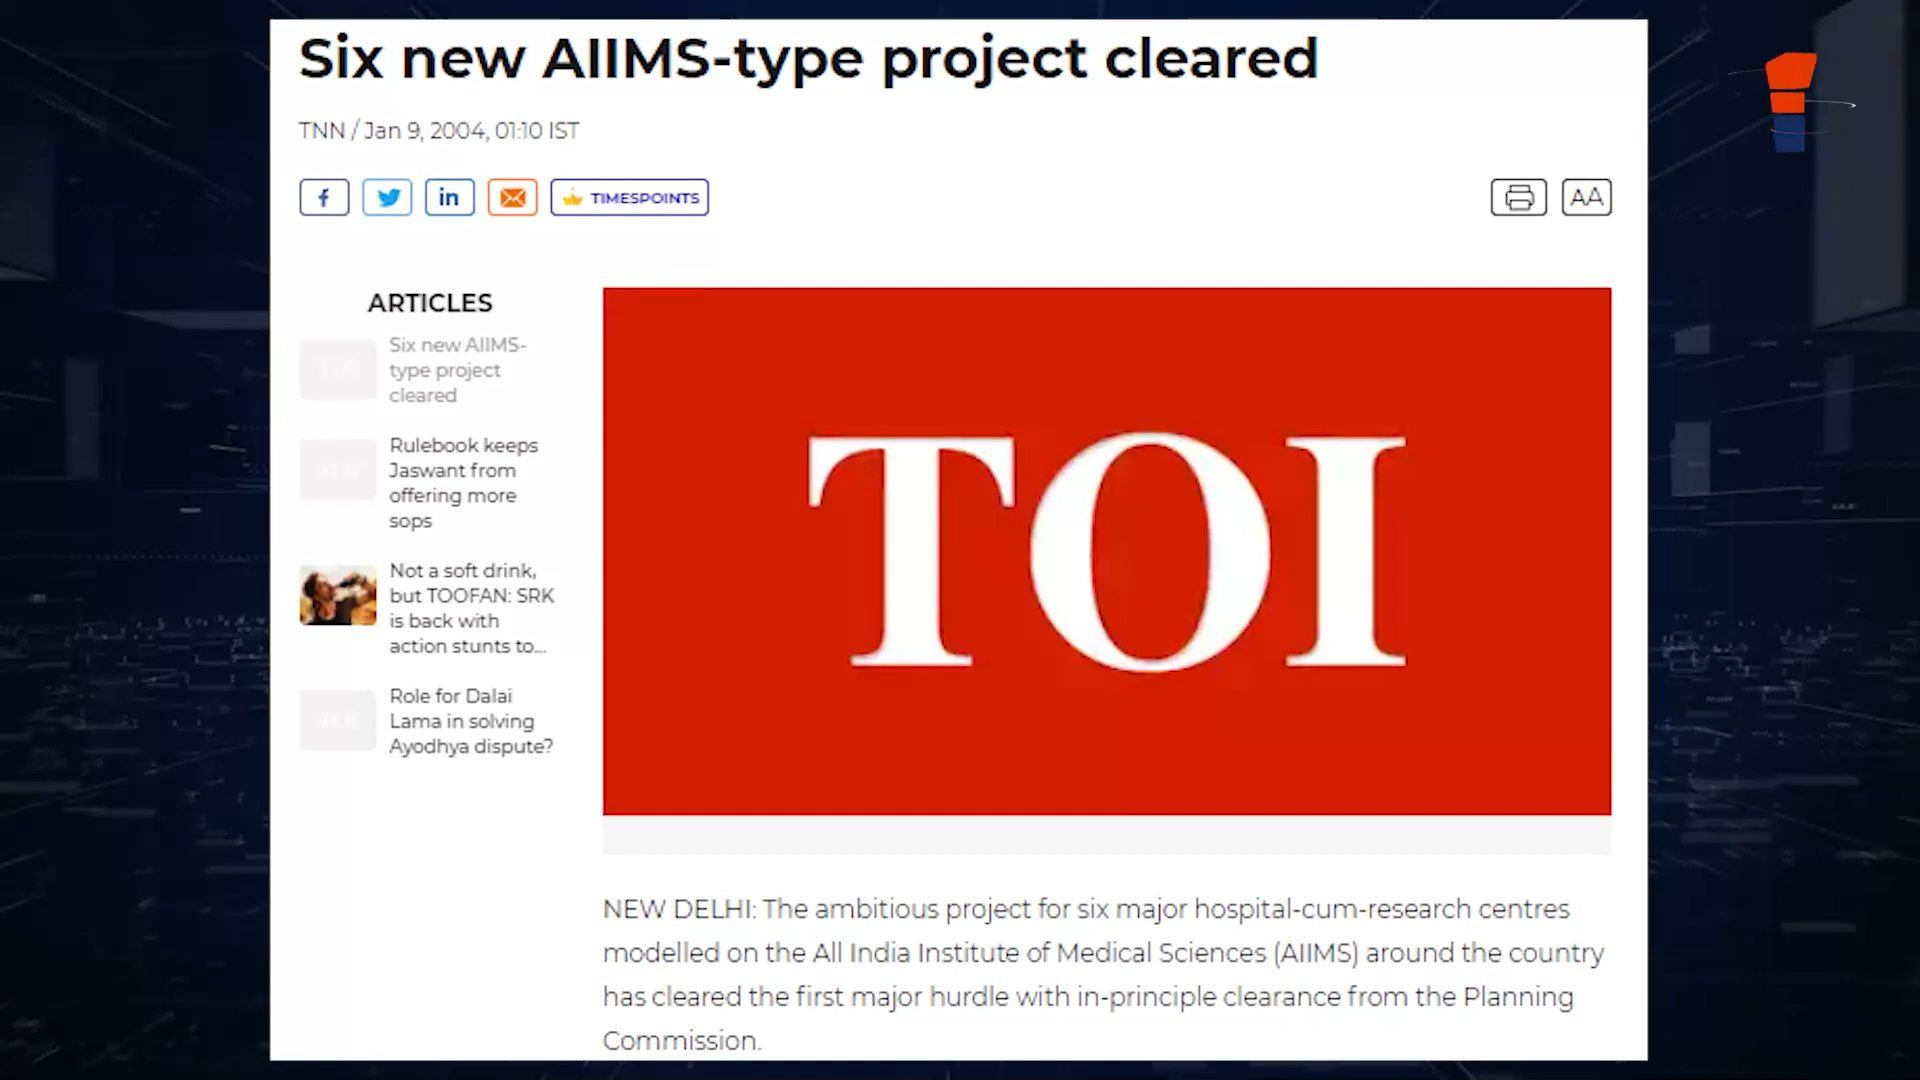 Six new AIIMS-type project cleared
TNN / Jan 9, 2004, 01:10 IST
f
in
TIMESPOINTS
AA
ARTICLES
Six new AIIMS-
type project
cleared
Rulebook keeps
Jaswant from
offering more
sops
Not a soft drink,
but TOOFAN: SRK
is back with
action stunts to...
Role for Dalai
Lama in solving
Ayodhya dispute?
TOI
NEW DELHI: The ambitious project for six major hospital-cum-research centres
modelled on the All India Institute of Medical Sciences (AIIMS) around the country
has cleared the first major hurdle with in-principle clearance from the Planning
Commission.